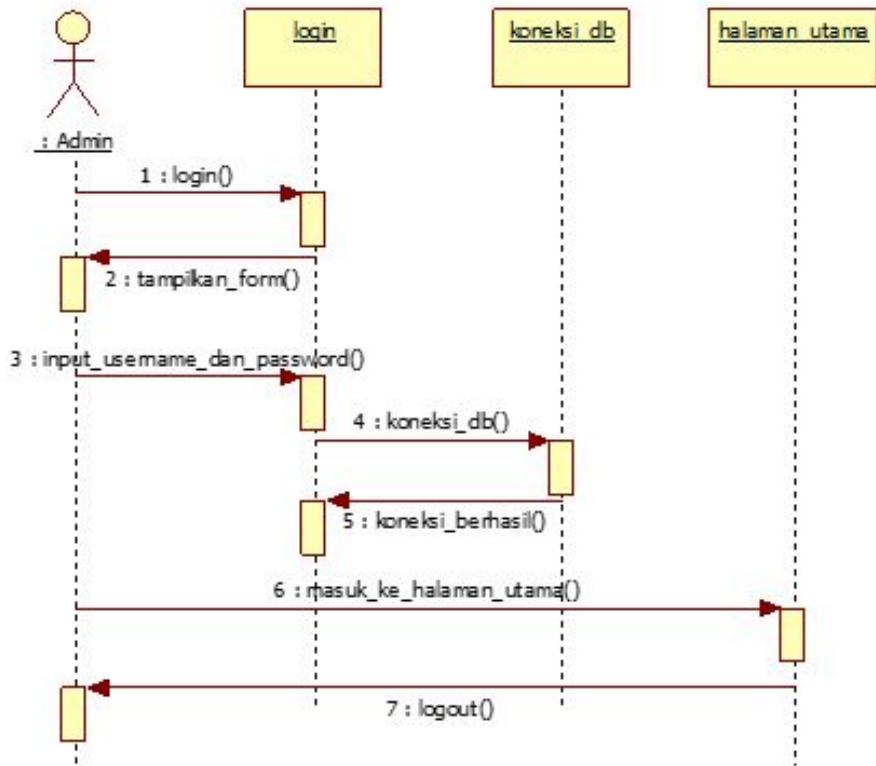 login
koneksi_db
halaman_utama
: Admin
1 : login()
2 : tampilkan_form()
3 : input_username_dan_password()
4 : koneksi_db()
5 : koneksi_berhasil()
6 : masuk_ke_halaman_utama()
7 : logout()